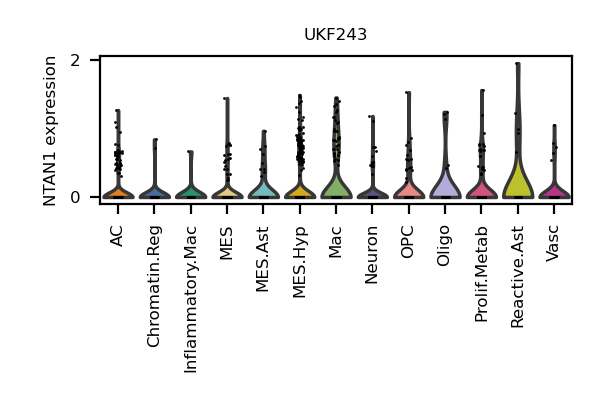 UKF243
NTAN1 expression
2
0
AC
Chromatin.Reg
Inflammatory.Mac
MES
MES.Ast
MES.Hyp
Mac
Neuron
OPC
Oligo
Prolif.Metab
Reactive.Ast
Vasc